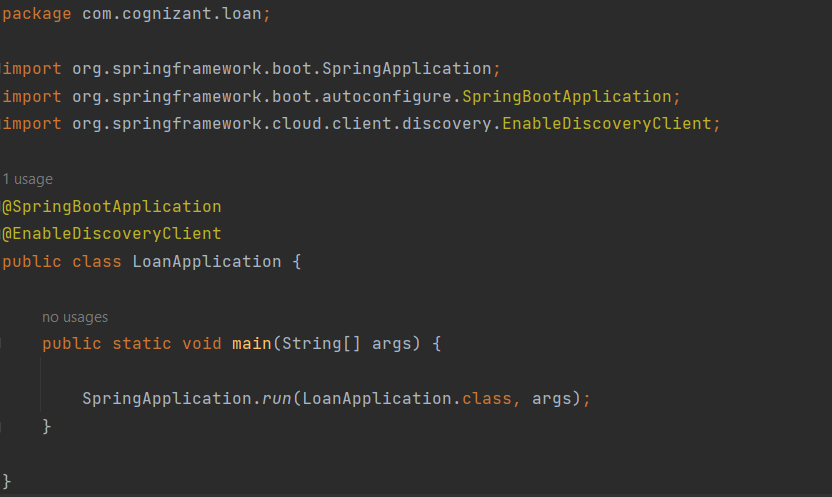 package com.cognizant.loan;
import org.springframework.boot.SpringApplication;
import org.springframework.boot.autoconfigure.SpringBootApplication;
import org.springframework.cloud.client.discovery.EnableDiscoveryClient;
1 usage
@SpringBootApplication
@EnableDiscoveryClient
public class LoanApplication {
no usages
public static void main(String[] args) {
SpringApplication.run(LoanApplication.class, args);
}
}